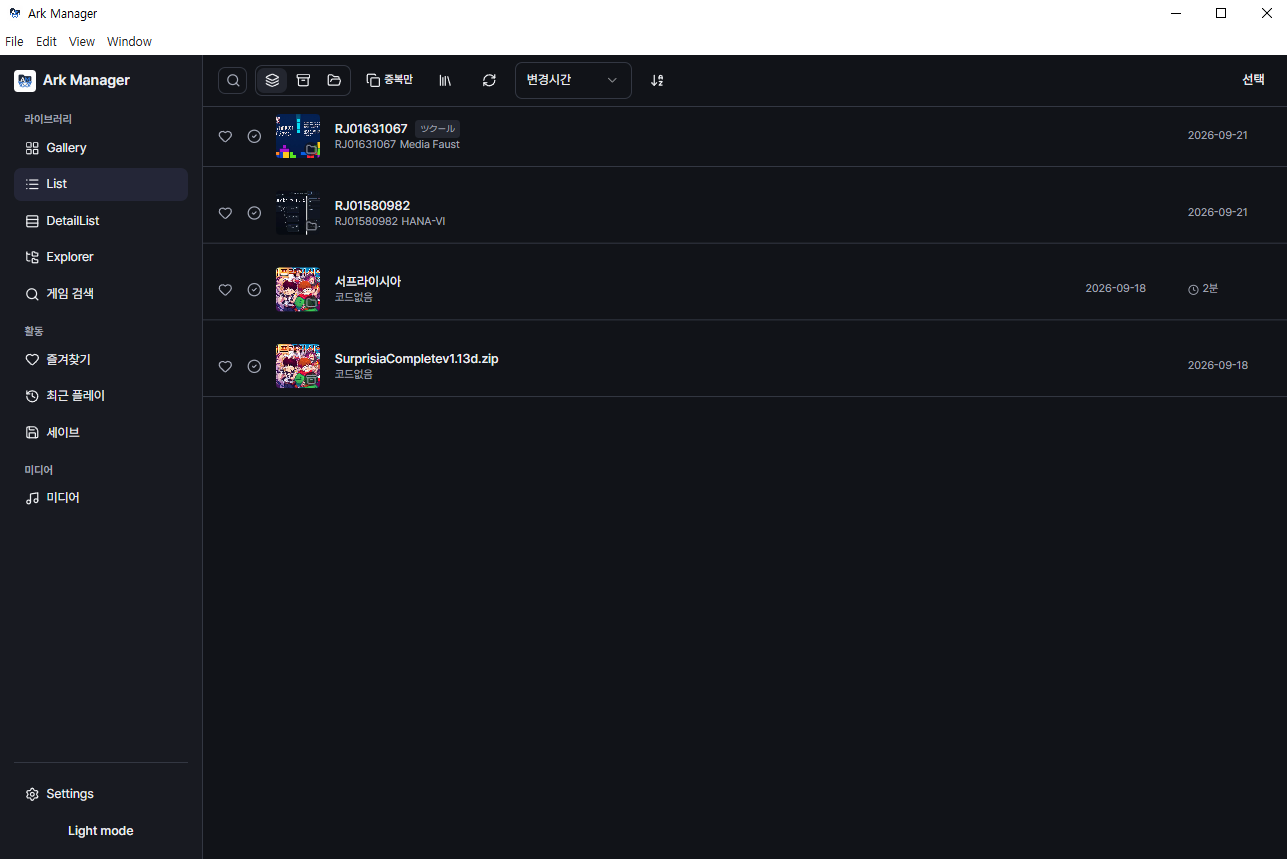 Ark Manager
File Edit View Window
Ark Manager
라이브러리
Gallery
List
DetailList
Explorer
게임 검색
활동
즐겨찾기
최근 플레이
세이브
미디어
미디어
Settings
Light mode
중복만
변경시간
선택
RJ01631067 ツクール
RJ01631067 Media Faust
2026-09-21
RJ01580982
RJ01580982 HANA-VI
2026-09-21
서프라이시아
코드없음
2026-09-18 2분
SurprisiaCompletev1.13d.zip
코드없음
2026-09-18